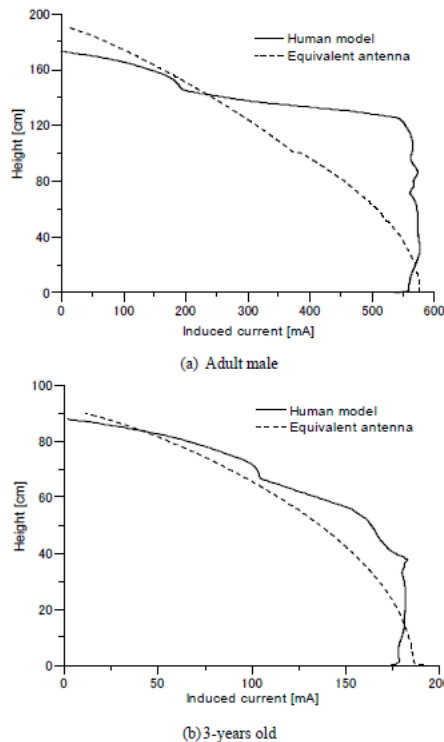 200
Human model
Equivalent antenna
160
120
Height [cm]
80
40
0
0 100 200 300 400 500 600
Induced current [mA]
(a) Adult male
100
Human model
Equivalent antenna
80
60
Height [cm]
40
20
0
0 50 100 150 200
Induced current [mA]
(b) 3-years old